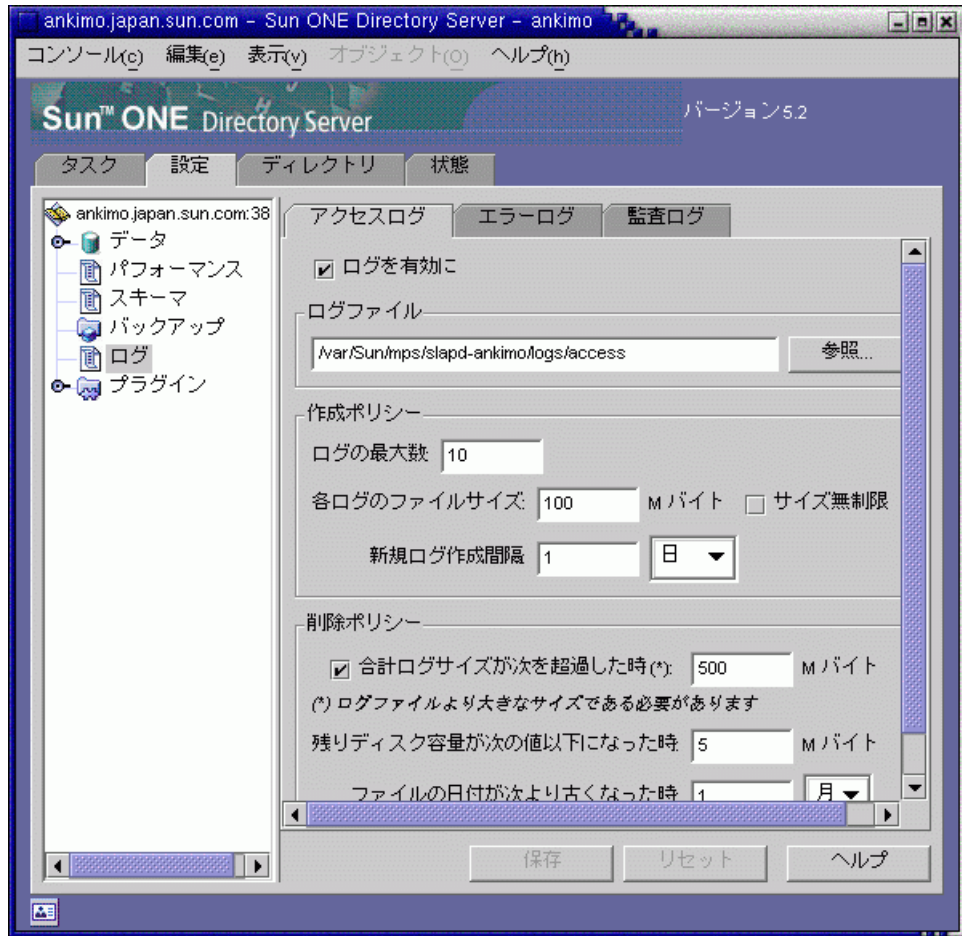 ankimo.japan.sun.com – Sun ONE Directory Server – ankimo
コンソール(c) 編集(e) 表示(v) オブジェクト(O) ヘルプ(h)
Sun™ ONE Directory Server
バージョン 5.2
タスク 設定 ディレクトリ 状態
ankimo.japan.sun.com:38
データ
パフォーマンス
スキーマ
バックアップ
ログ
プラグイン
アクセスログ エラーログ 監査ログ
ログを有効に
ログファイル
/var/Sun/mps/slapd-ankimo/logs/access 参照...
作成ポリシー
ログの最大数: 10
各ログのファイルサイズ: 100 M バイト サイズ無制限
新規ログ作成間隔: 1 日
削除ポリシー
合計ログサイズが次を超過した時(*): 500 M バイト
(*) ログファイルより大きなサイズである必要があります
残りディスク容量が次の値以下になった時: 5 M バイト
ファイルの日付が次より古くなった時: 1 月
保存 リセット ヘルプ